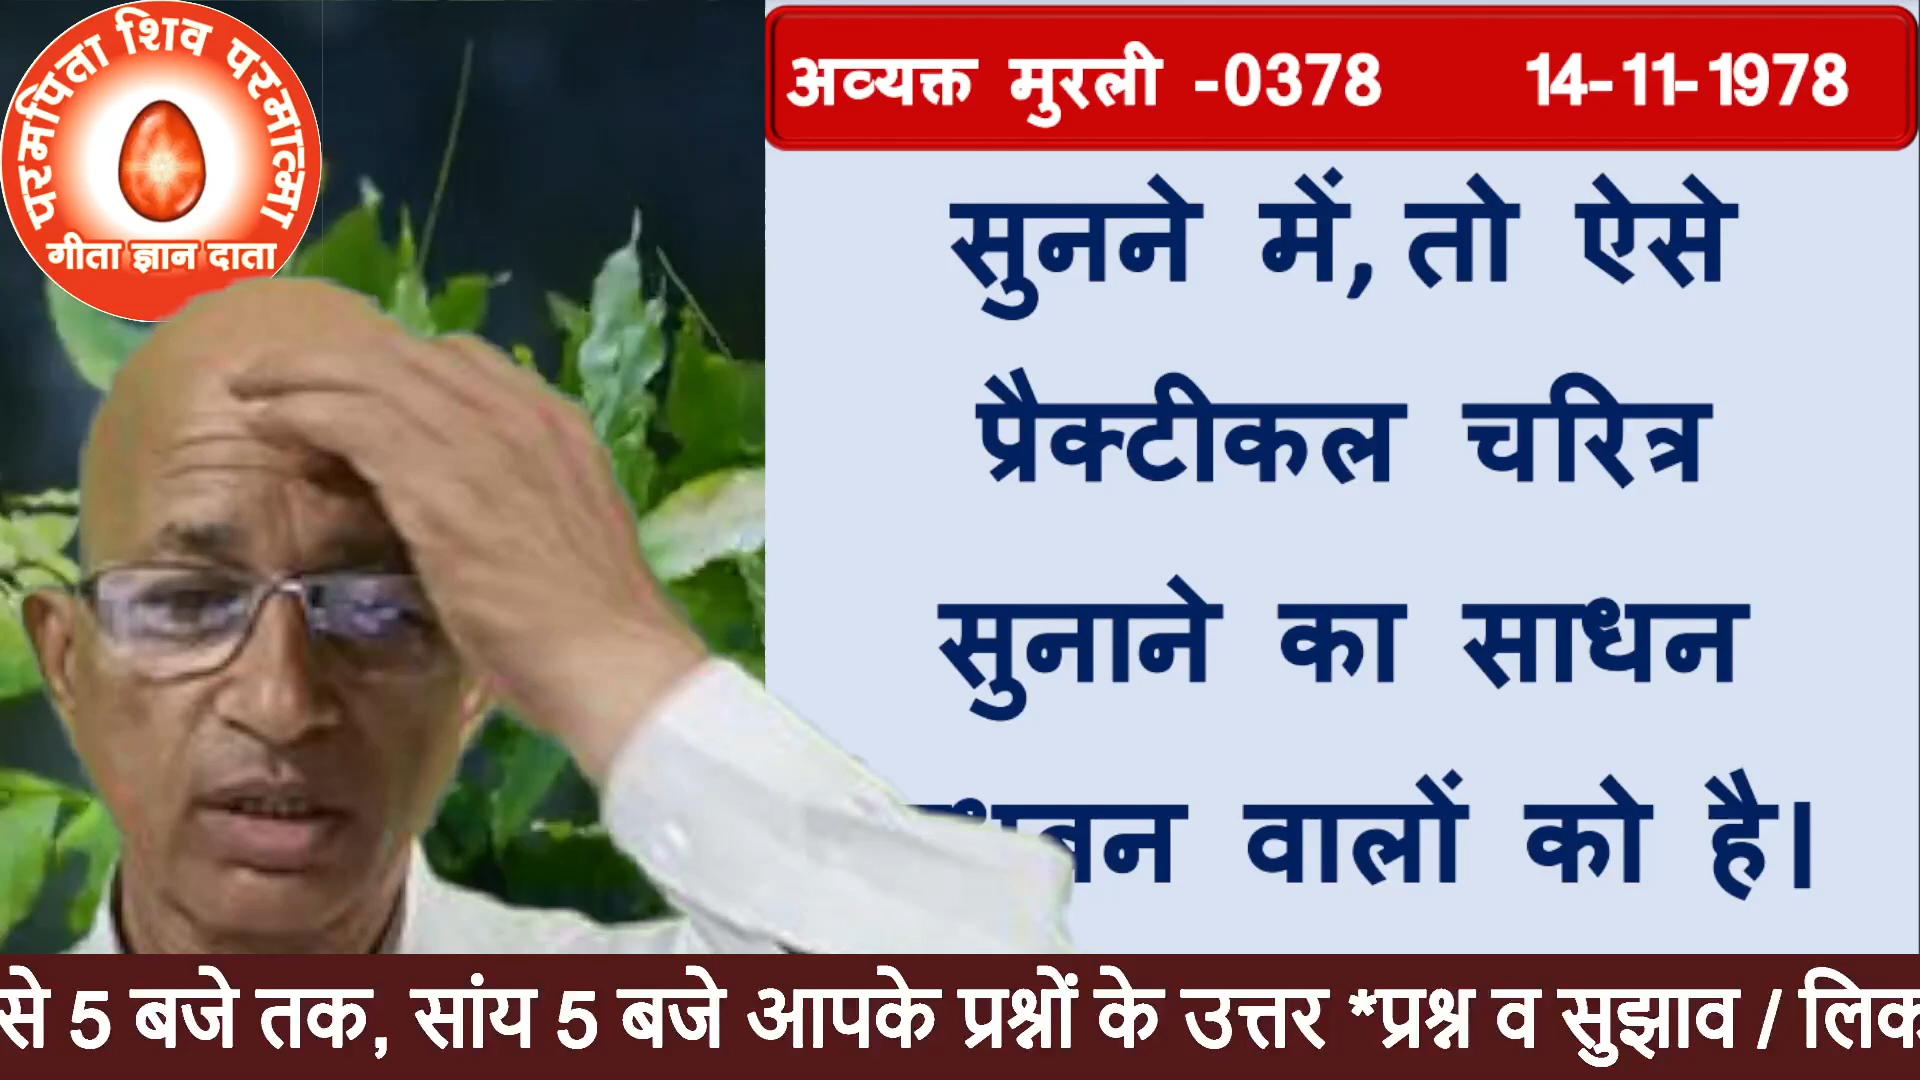 परमपिता शिव परमात्मा
गीता ज्ञान दाता
अव्यक्त मुरली -0378 14-11-1978
सुनने में, तो ऐसे
प्रैक्टीकल चरित्र
सुनाने का साधन
वालों को है।
से 5 बजे तक, सांय 5 बजे आपके प्रश्नों के उत्तर *प्रश्न व सुझाव /